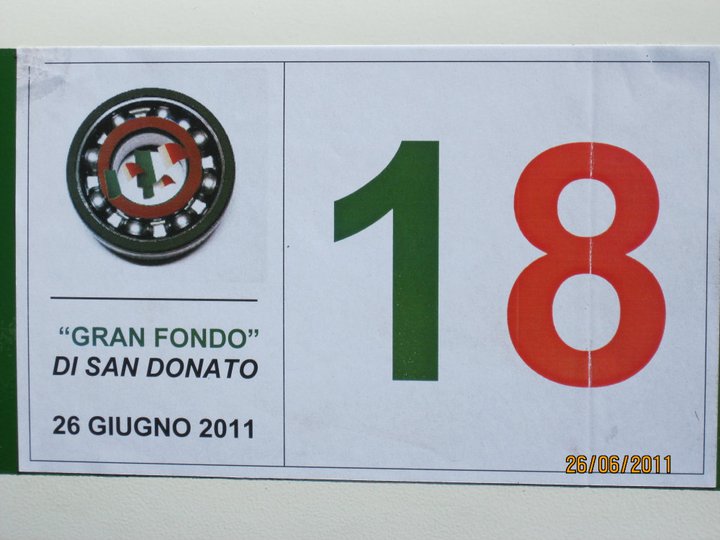 "GRAN FONDO"
DI SAN DONATO
26 GIUGNO 2011
18
26/06/2011